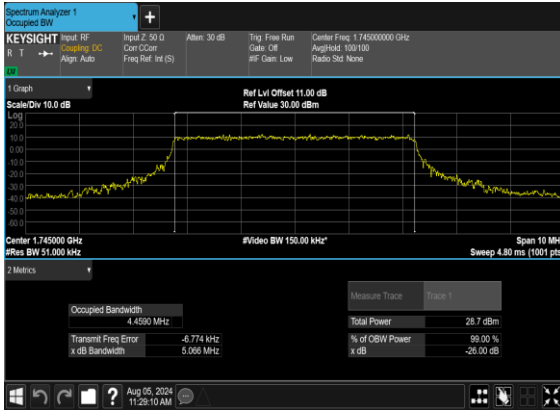 Spectrum Analyzer 1
Occupied BW
+
KEYSIGHT Input: RF Input Z: 50 Ω Atten: 30 dB Trig: Free Run Center Freq: 1.745000000 GHz
R T Coupling: DC Corr CCorr Gate: Off Avg|Hold: 100/100
Align: Auto Freq Ref: Int (S) #IF Gain: Low Radio Std: None
1 Graph
Ref Lvl Offset 11.00 dB
Scale/Div 10.0 dB Ref Value 30.00 dBm
Log
20.0
10.0
0.00
-10.0
-20.0
-30.0
-40.0
-50.0
-60.0
Center 1.745000 GHz #Video BW 150.00 kHz* Span 10 MH
#Res BW 51.000 kHz Sweep 4.80 ms (1001 pts
2 Metrics
Measure Trace Trace 1
Occupied Bandwidth
4.4590 MHz Total Power 28.7 dBm
Transmit Freq Error -6.774 kHz % of OBW Power 99.00 %
x dB Bandwidth 5.066 MHz x dB -26.00 dB
? Aug 05, 2024
11:29:10 AM